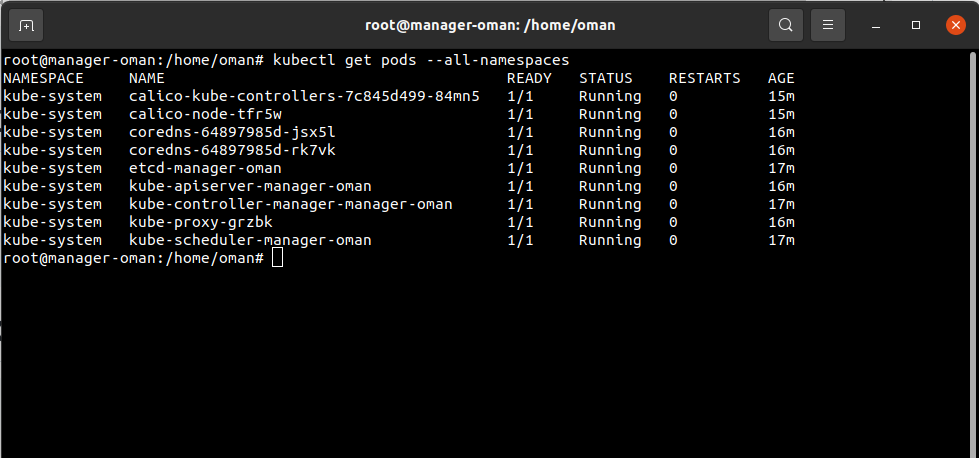 root@manager-oman: /home/oman
root@manager-oman:/home/oman# kubectl get pods --all-namespaces
NAMESPACE     NAME                                      READY   STATUS    RESTARTS   AGE
kube-system   calico-kube-controllers-7c845d499-84mn5   1/1     Running   0          15m
kube-system   calico-node-tfr5w                         1/1     Running   0          15m
kube-system   coredns-64897985d-jsx5l                   1/1     Running   0          16m
kube-system   coredns-64897985d-rk7vk                   1/1     Running   0          16m
kube-system   etcd-manager-oman                         1/1     Running   0          17m
kube-system   kube-apiserver-manager-oman               1/1     Running   0          16m
kube-system   kube-controller-manager-manager-oman      1/1     Running   0          17m
kube-system   kube-proxy-grzbk                          1/1     Running   0          16m
kube-system   kube-scheduler-manager-oman               1/1     Running   0          17m
root@manager-oman:/home/oman#